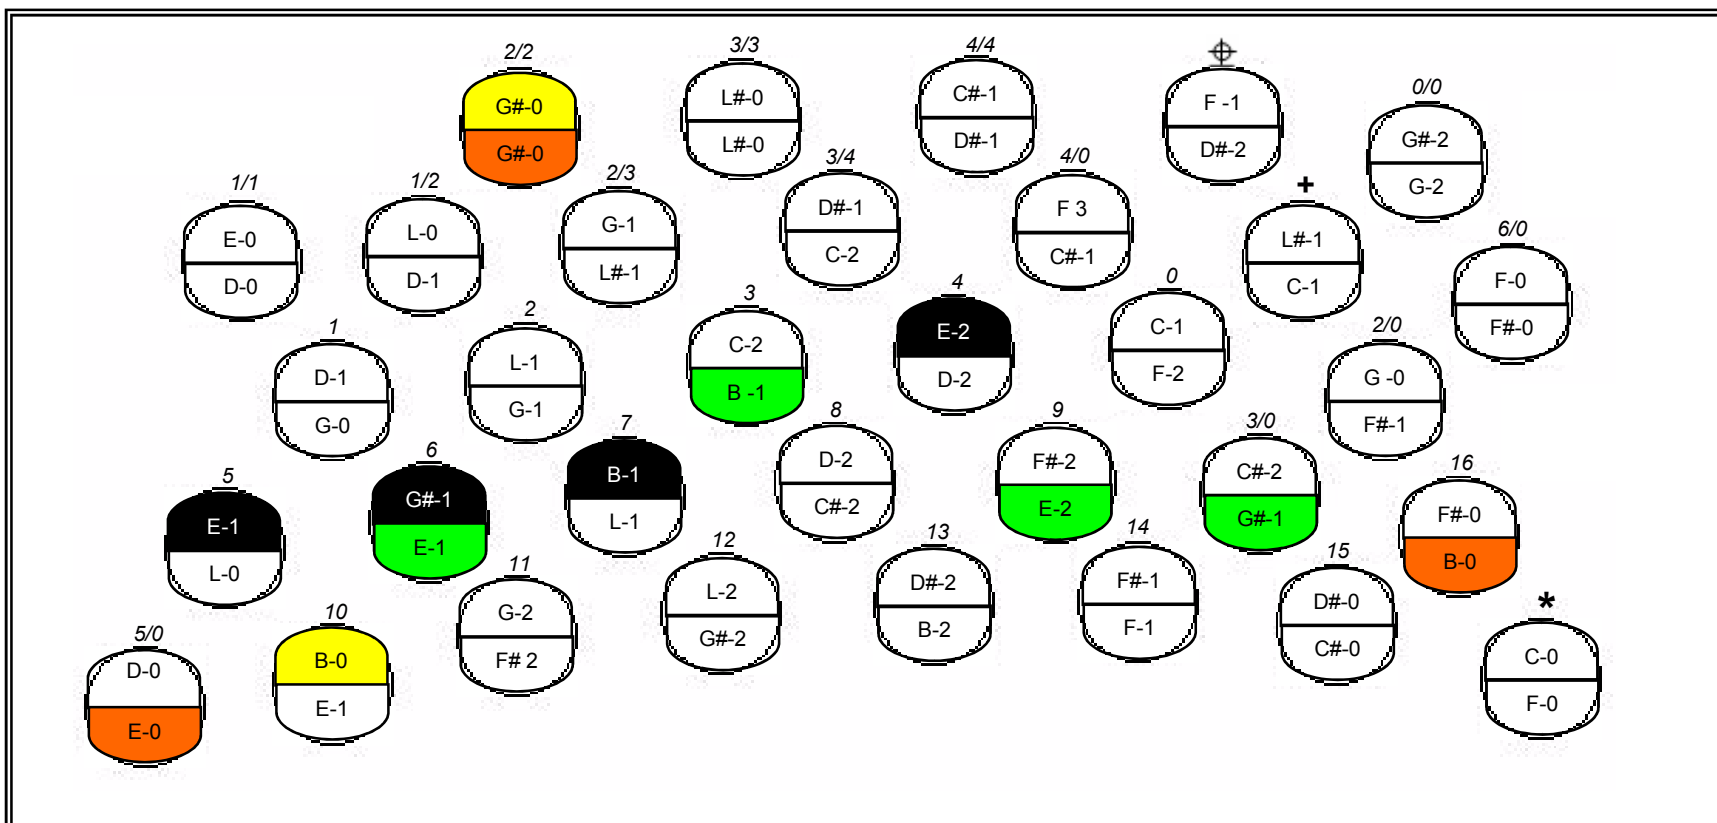 2/2
G#-0
G#-0
3/3
L#-0
L#-0
4/4
C#-1
D#-1
F -1
D#-2
0/0
G#-2
G-2
1/1
E-0
D-0
1/2
L-0
D-1
2/3
G-1
L#-1
3/4
D#-1
C-2
4/0
F 3
C#-1
+
L#-1
C-1
6/0
F-0
F#-0
1
D-1
G-0
2
L-1
G-1
3
C-2
B -1
4
E-2
D-2
0
C-1
F-2
2/0
G -0
F#-1
5
E-1
L-0
6
G#-1
E-1
7
B-1
L-1
8
D-2
C#-2
9
F#-2
E-2
3/0
C#-2
G#-1
16
F#-0
B-0
5/0
D-0
E-0
10
B-0
E-1
11
G-2
F# 2
12
L-2
G#-2
13
D#-2
B-2
14
F#-1
F-1
15
D#-0
C#-0
*
C-0
F-0